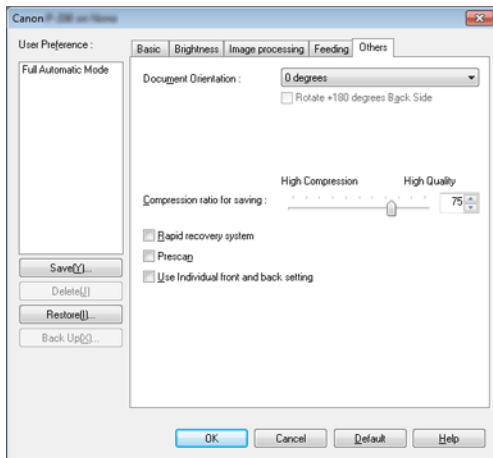 Canon
User Preference :
Full Automatic Mode
Save(Y)...
Delete(J)
Restore(I)...
Back Up(X)...
Basic Brightness Image processing Feeding Others
Document Orientation : 0 degrees
Rotate +180 degrees Back Side
High Compression High Quality
Compression ratio for saving : 75
Rapid recovery system
Prescan
Use Individual front and back setting
OK Cancel Default Help